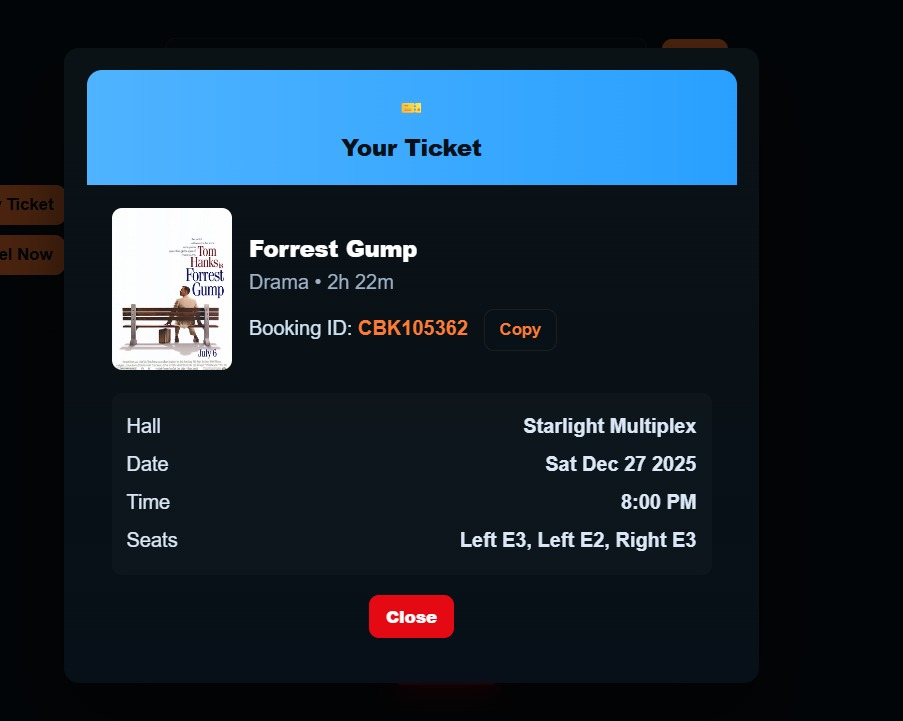 Your Ticket
Ticket
el Now
Tom
Hanks is
Forrest
Gump
July 6
Forrest Gump
Drama • 2h 22m
Booking ID: CBK105362 Copy
Hall Starlight Multiplex
Date Sat Dec 27 2025
Time 8:00 PM
Seats Left E3, Left E2, Right E3
Close